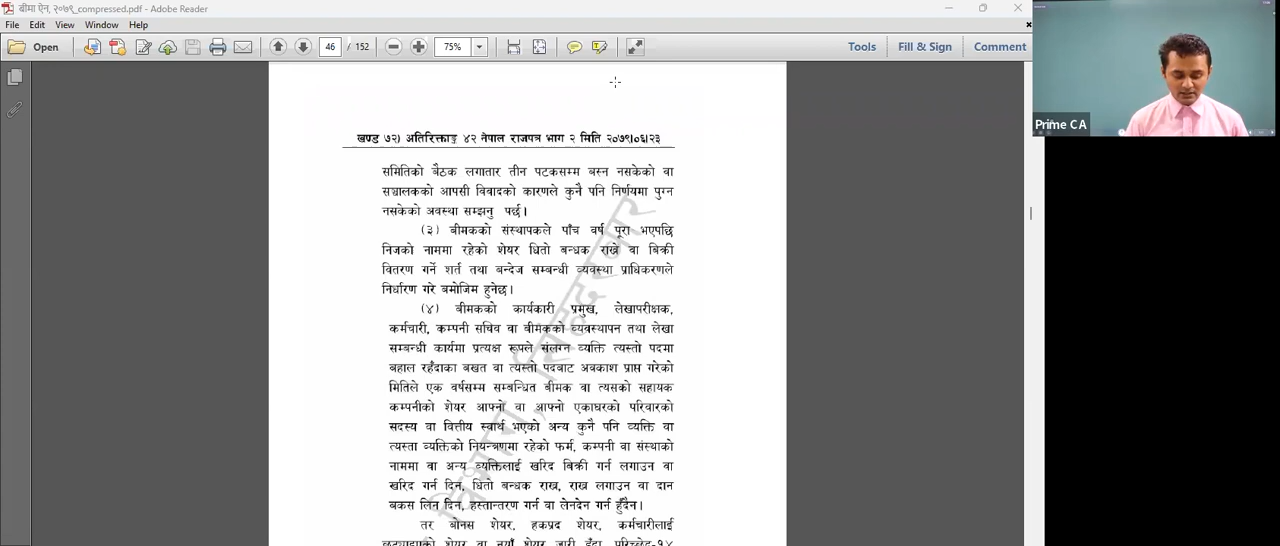 बीमा ऐन, २०७९_compressed.pdf - Adobe Reader
File Edit View Window Help
Open 46 / 152 75% Tools Fill & Sign Comment
Prime CA
खण्ड ७२) अतिरिक्ताङ्क ४२ नेपाल राजपत्र भाग २ मिति २०७९।०६।२३
समितिको बैठक लगातार तीन पटकसम्म बस्न नसकेको वा
सञ्चालकको आपसी विवादको कारणले कुनै पनि निर्णयमा पुग्न
नसकेको अवस्था सम्झनु पर्छ।
(३) बीमकको संस्थापकले पाँच वर्ष पूरा भएपछि
निजको नाममा रहेको शेयर धितो बन्धक राख्ने वा बिक्री
वितरण गर्ने शर्त तथा बन्देज सम्बन्धी व्यवस्था प्राधिकरणले
निर्धारण गरे बमोजिम हुनेछ।
(४) बीमकको कार्यकारी प्रमुख, लेखापरीक्षक,
कर्मचारी, कम्पनी सचिव वा बीमकको व्यवस्थापन तथा लेखा
सम्बन्धी कार्यमा प्रत्यक्ष रूपले संलग्न व्यक्ति त्यस्तो पदमा
बहाल रहँदाका बखत वा त्यस्तो पदबाट अवकाश प्राप्त गरेको
मितिले एक वर्षसम्म सम्बन्धित बीमक वा त्यसको सहायक
कम्पनीको शेयर आफ्नो वा आफ्नो एकाघरको परिवारको
सदस्य वा वित्तीय स्वार्थ भएको अन्य कुनै पनि व्यक्ति वा
त्यस्ता व्यक्तिको नियन्त्रणमा रहेको फर्म, कम्पनी वा संस्थाको
नाममा वा अन्य व्यक्तिलाई खरिद बिक्री गर्न लगाउन वा
खरिद गर्न दिन, धितो बन्धक राख्न, राख्न लगाउन वा दान
बकस लिन दिन, हस्तान्तरण गर्न वा लेनदेन गर्न हुँदैन।
तर बोनस शेयर, हकप्रद शेयर, कर्मचारीलाई
शेयर वा नयाँ शेयर जारी हुँदा परिच्छेद-१४